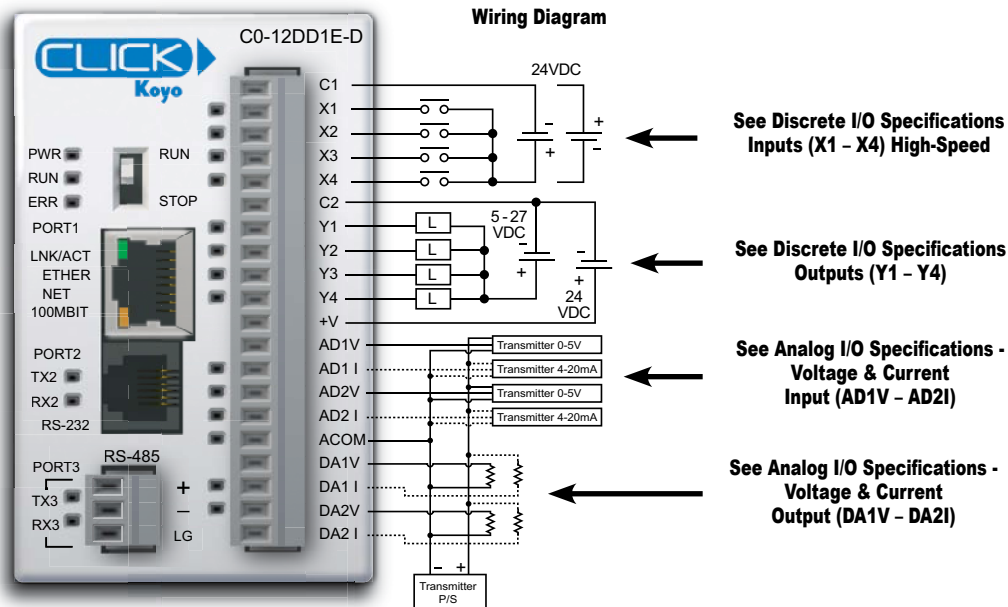 Wiring Diagram
CLICK
Koyo
C0-12DD1E-D
PWR
RUN
ERR
RUN
STOP
PORT1
LNK/ACT
ETHER
NET
100MBIT
PORT2
TX2
RX2
RS-232
PORT3
RS-485
TX3
RX3
+
–
LG
C1
X1
X2
X3
X4
C2
Y1
Y2
Y3
Y4
+V
AD1V
AD1 I
AD2V
AD2 I
ACOM
DA1V
DA1 I
DA2V
DA2 I
24VDC
-
+
+
-
L
L
L
L
5 - 27
VDC
-
+
-
+
24
VDC
Transmitter 0-5V
Transmitter 4-20mA
Transmitter 0-5V
Transmitter 4-20mA
- +
Transmitter
P/S
See Discrete I/O Specifications
Inputs (X1 – X4) High-Speed
See Discrete I/O Specifications
Outputs (Y1 – Y4)
See Analog I/O Specifications -
Voltage & Current
Input (AD1V – AD2I)
See Analog I/O Specifications -
Voltage & Current
Output (DA1V – DA2I)